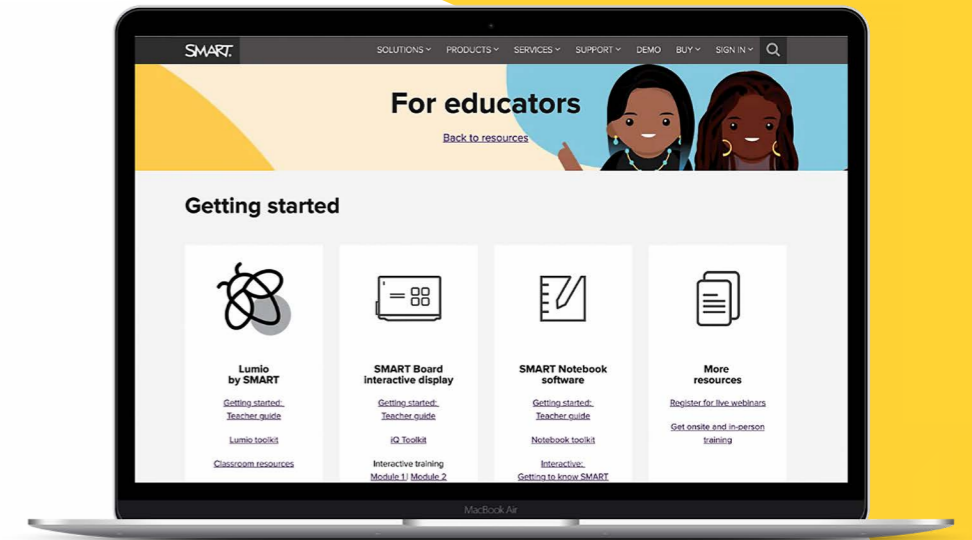 SMART.
SOLUTIONS PRODUCTS SERVICES SUPPORT DEMO BUY SIGN IN
For educators
Back to resources
Getting started
Lumio
by SMART
Getting started:
Teacher guide
Lumio toolkit
Classroom resources
SMART Board
interactive display
Getting started:
Teacher guide
iQ Toolkit
Interactive training
Module 1 | Module 2
SMART Notebook
software
Getting started:
Teacher guide
Notebook toolkit
Interactive:
Getting to know SMART
More
resources
Register for live webinars
Get onsite and in-person
training
MacBook Air